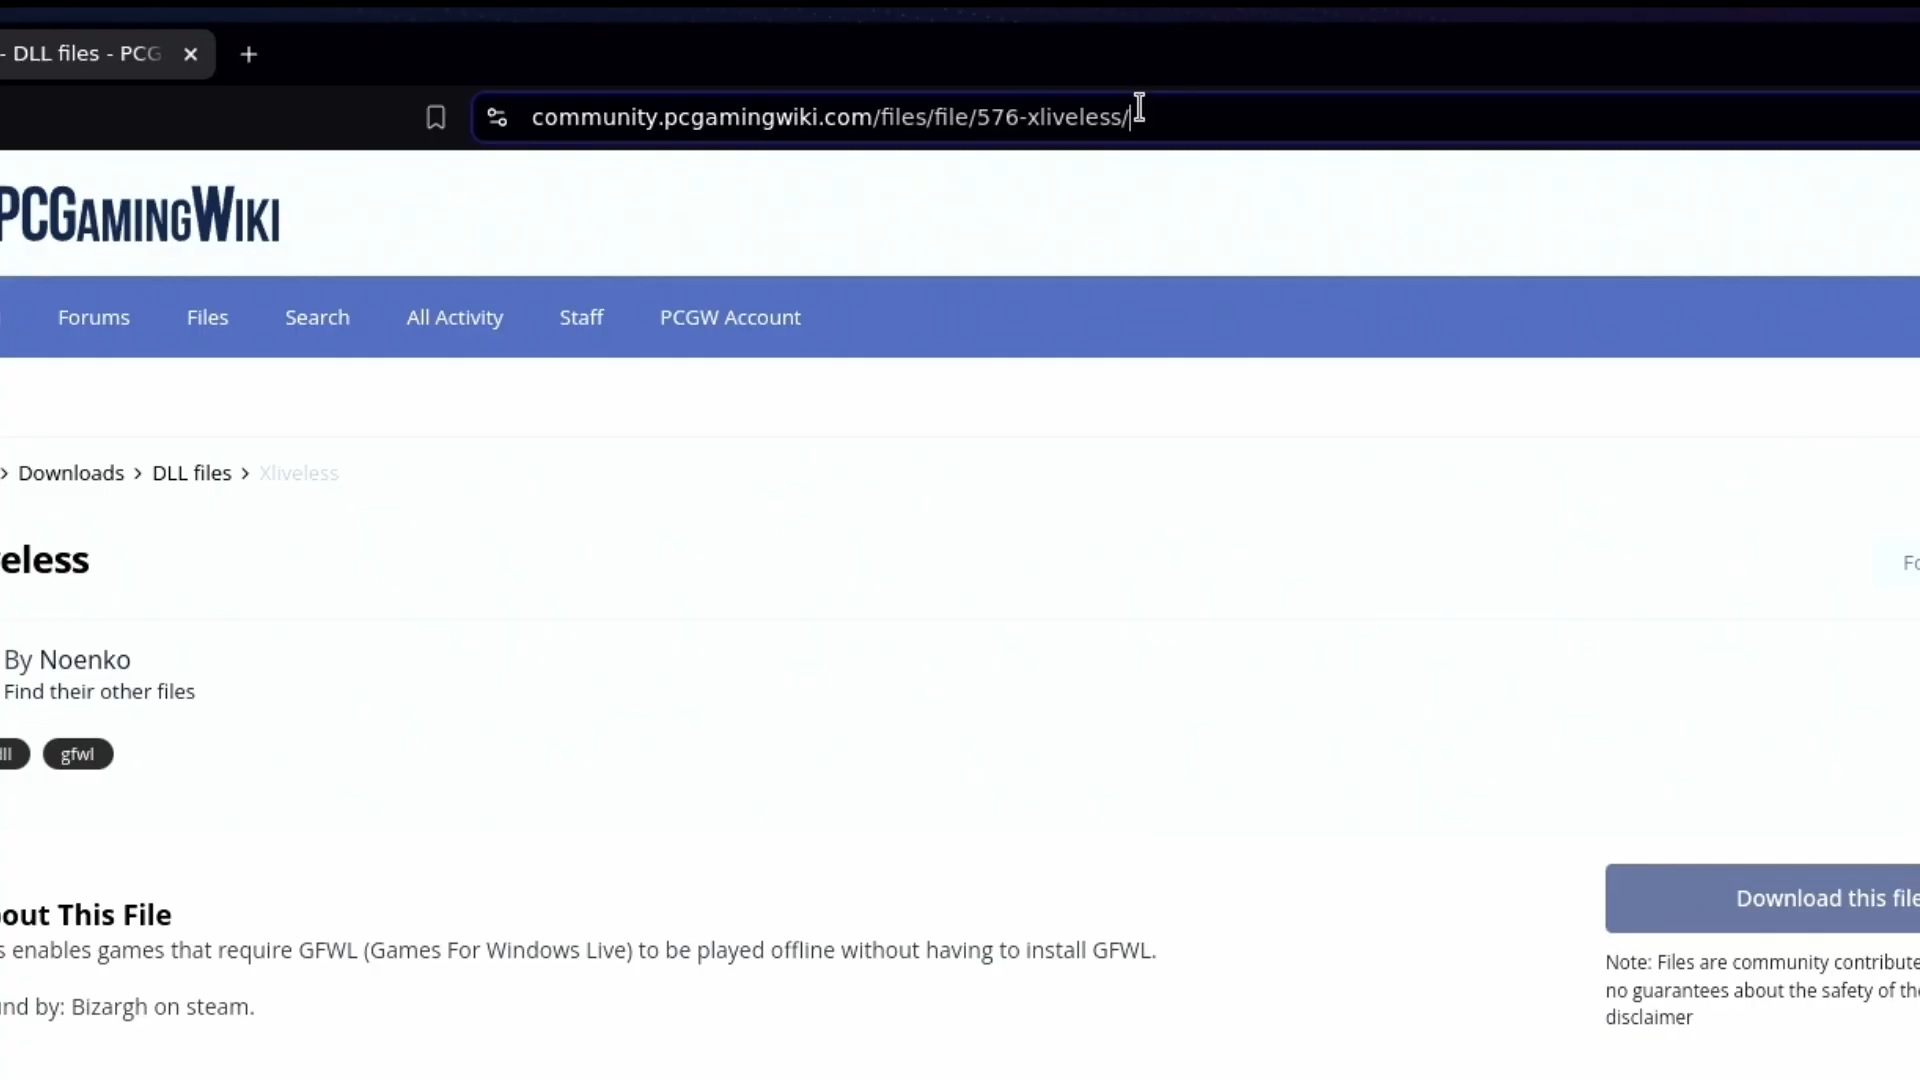 - DLL files - PCG
community.pcgamingwiki.com/files/file/576-xliveless/
PCGAMINGWIKI
Forums Files Search All Activity Staff PCGW Account
> Downloads > DLL files > Xliveless
eless
Fo
By Noenko
Find their other files
dll gfwl
out This File
s enables games that require GFWL (Games For Windows Live) to be played offline without having to install GFWL.
nd by: Bizargh on steam.
Download this file
Note: Files are community contribute
no guarantees about the safety of th
disclaimer